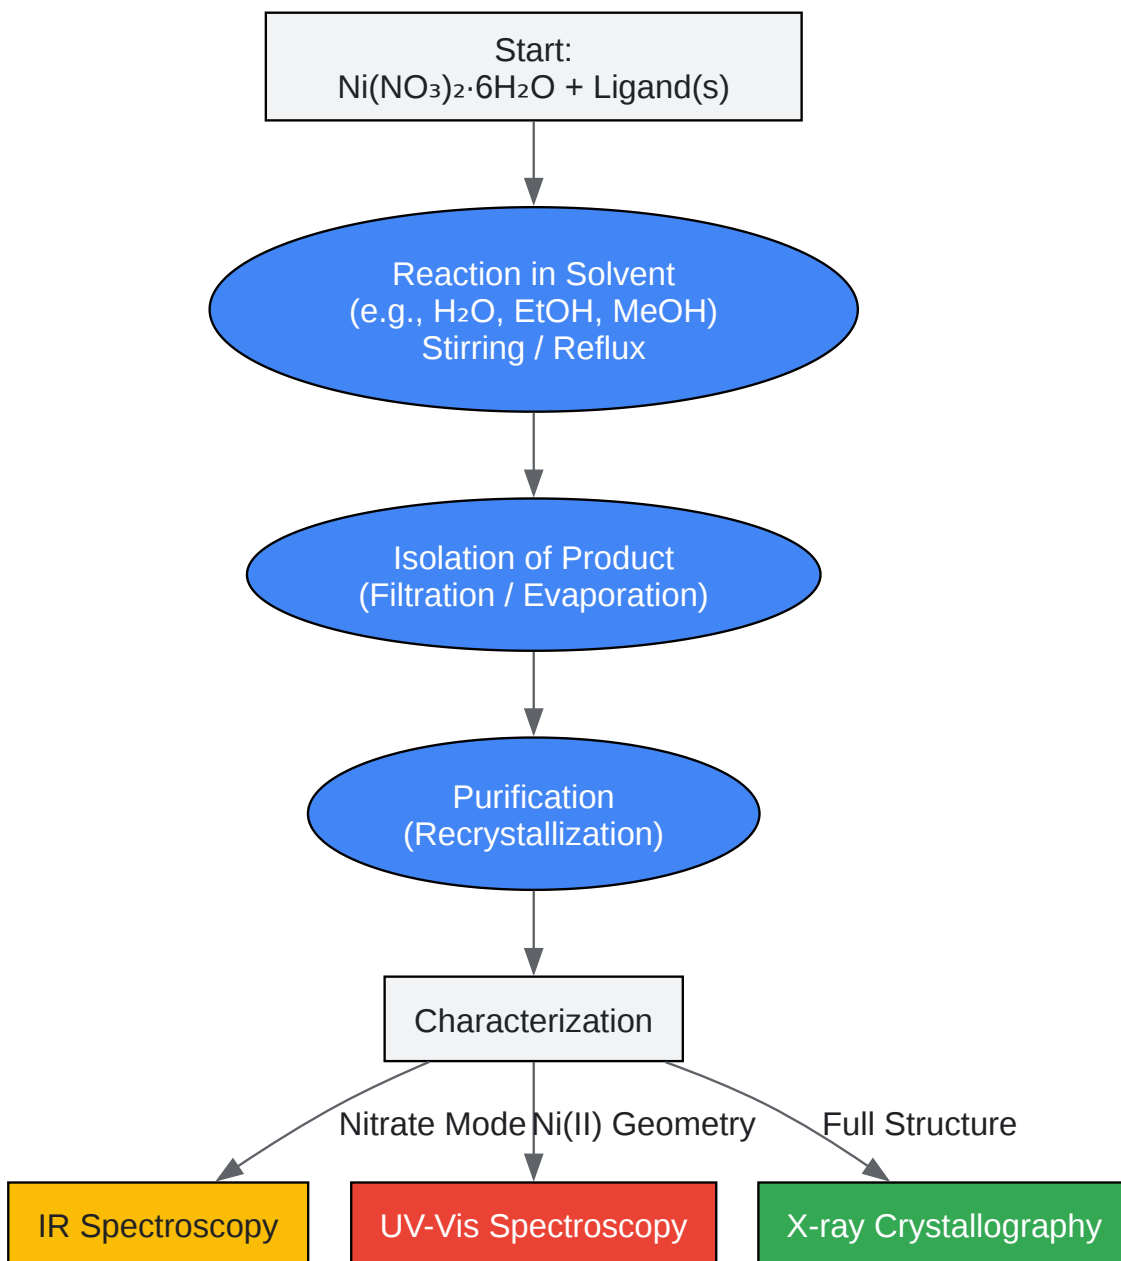 Start:
Ni(NO₃)₂·6H₂O + Ligand(s)
Reaction in Solvent
(e.g., H₂O, EtOH, MeOH)
Stirring / Reflux
Isolation of Product
(Filtration / Evaporation)
Purification
(Recrystallization)
Characterization
Nitrate Mode
Ni(II) Geometry
Full Structure
IR Spectroscopy
UV-Vis Spectroscopy
X-ray Crystallography